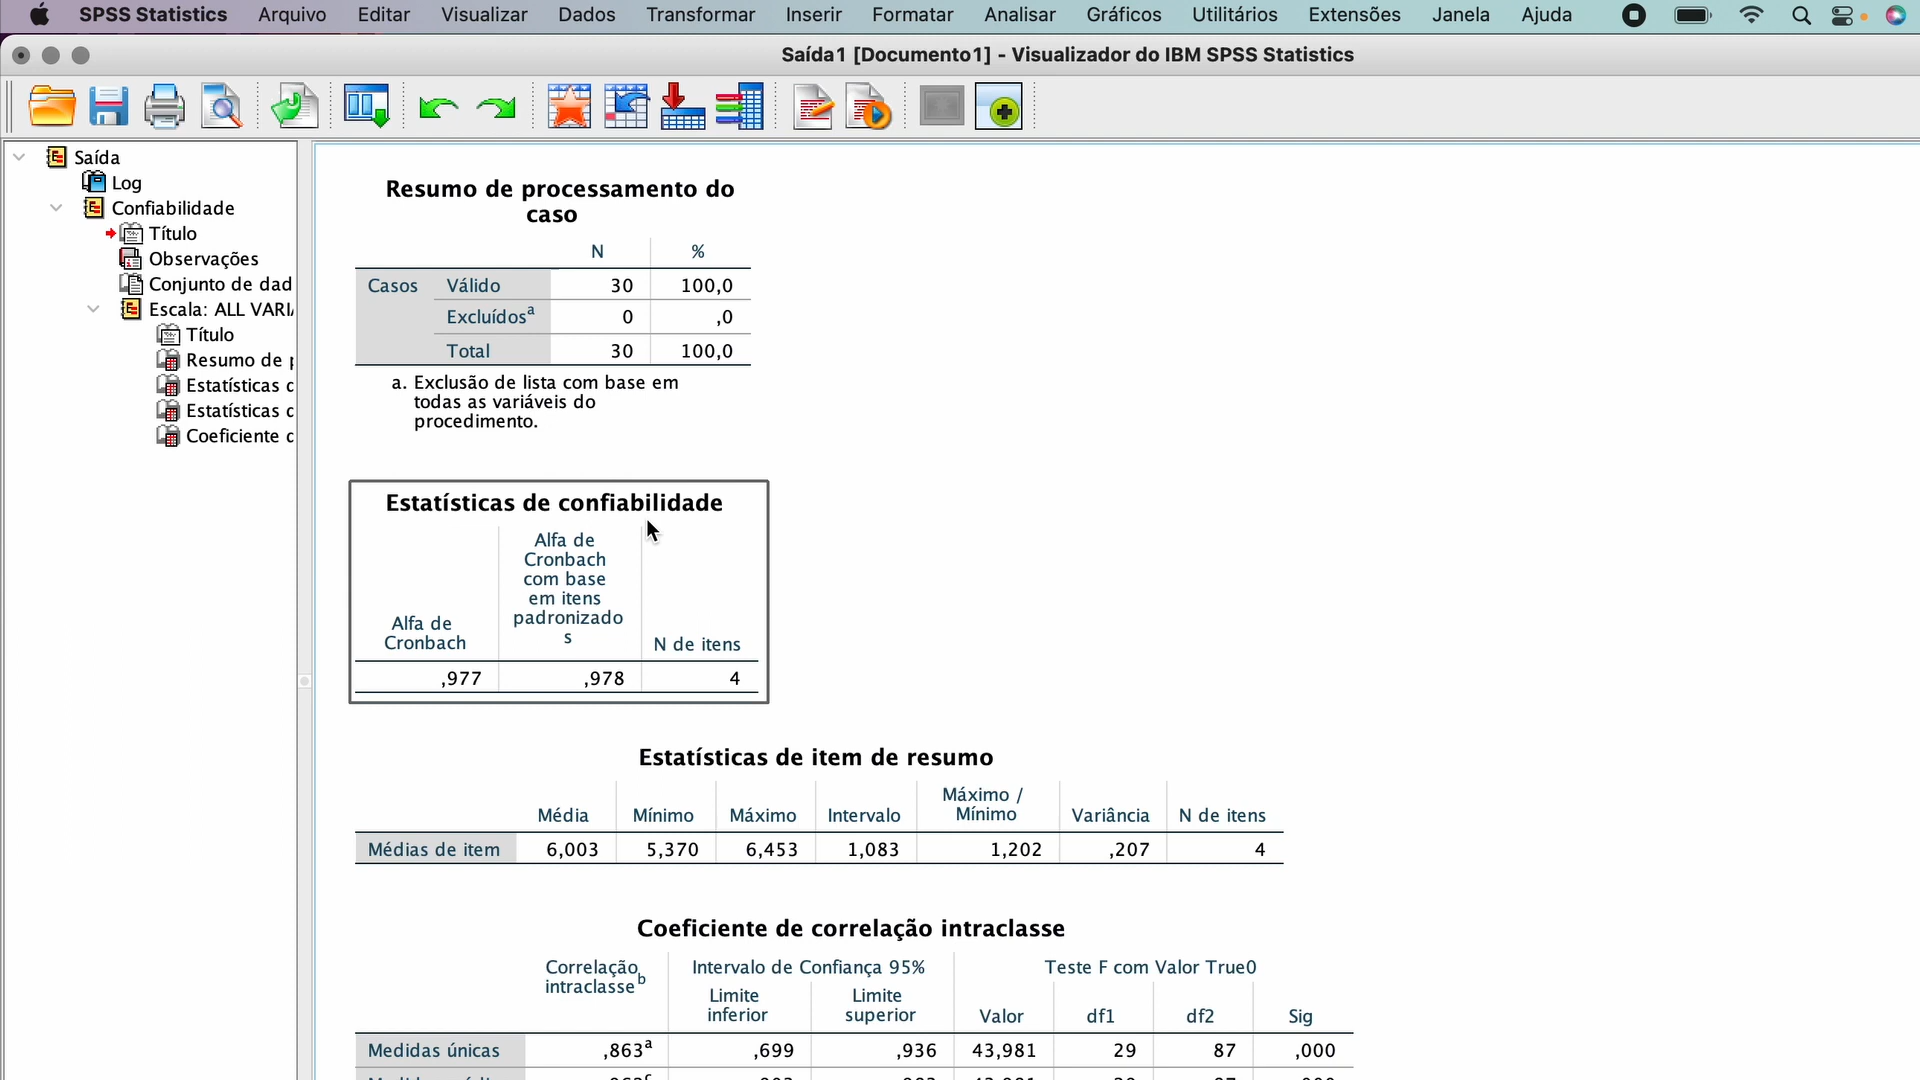 SPSS Statistics Arquivo Editar Visualizar Dados Transformar Inserir Formatar Analisar Gráficos Utilitários Extensões Janela Ajuda
Saída1 [Documento1] - Visualizador do IBM SPSS Statistics
Saída
Log
Confiabilidade
Título
Observações
Conjunto de dad
Escala: ALL VARI
Título
Resumo de
Estatísticas
Estatísticas
Coeficiente
Resumo de processamento do
caso
N %
Casos Válido 30 100,0
Excluídosa 0 ,0
Total 30 100,0
a. Exclusão de lista com base em
todas as variáveis do
procedimento.
Estatísticas de confiabilidade
Alfa de
Cronbach
Alfa de
Cronbach
com base
em itens
padronizado
s
N de itens
,977 ,978 4
Estatísticas de item de resumo
Média Mínimo Máximo Intervalo Máximo / Mínimo Variância N de itens
Médias de item 6,003 5,370 6,453 1,083 1,202 ,207 4
Coeficiente de correlação intraclasse
Correlação
intraclasseb
Intervalo de Confiança 95% Teste F com Valor True0
Limite
inferior
Limite
superior
Valor df1 df2 Sig
Medidas únicas ,863a ,699 ,936 43,981 29 87 ,000